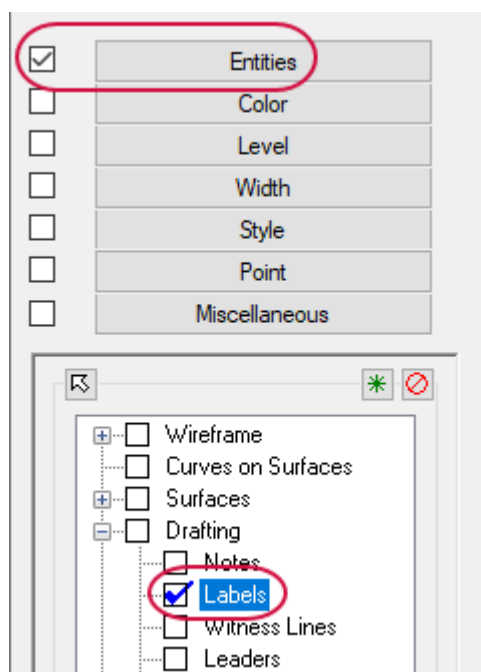 Entities
Color
Level
Width
Style
Point
Miscellaneous
Wireframe
Curves on Surfaces
Surfaces
Drafting
Notes
Labels
Witness Lines
Leaders